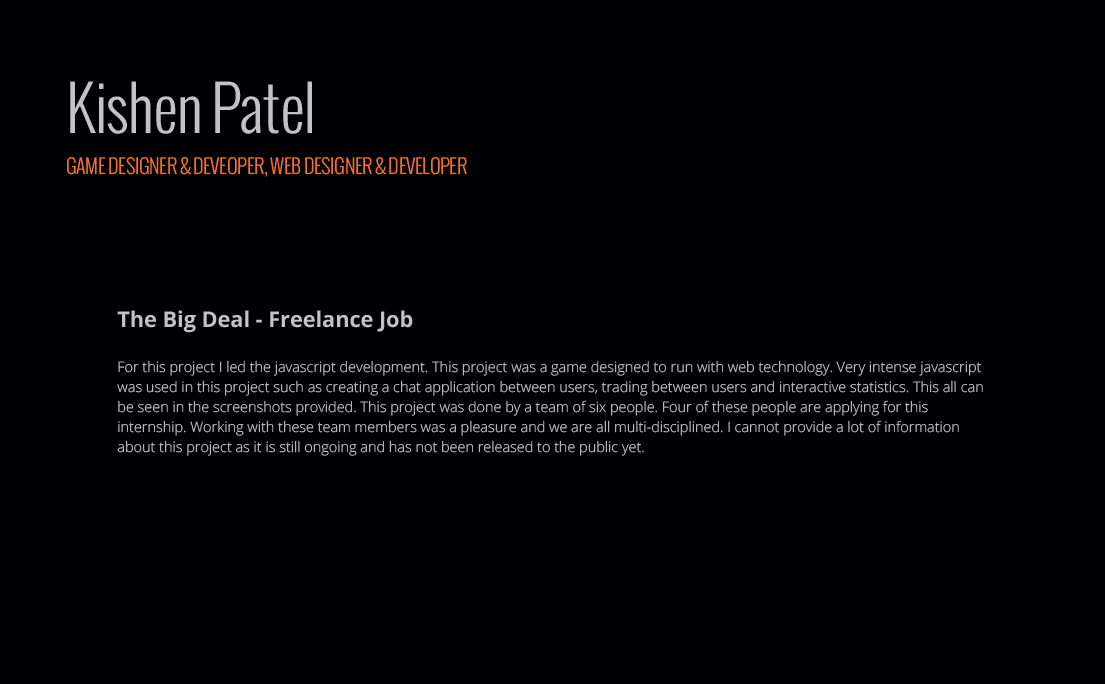 Kishen Patel
GAME DESIGNER & DEVEOPER, WEB DESIGNER & DEVELOPER
The Big Deal - Freelance Job
For this project I led the javascript development. This project was a game designed to run with web technology. Very intense javascript
was used in this project such as creating a chat application between users, trading between users and interactive statistics. This all can
be seen in the screenshots provided. This project was done by a team of six people. Four of these people are applying for this
internship. Working with these team members was a pleasure and we are all multi-disciplined. I cannot provide a lot of information
about this project as it is still ongoing and has not been released to the public yet.